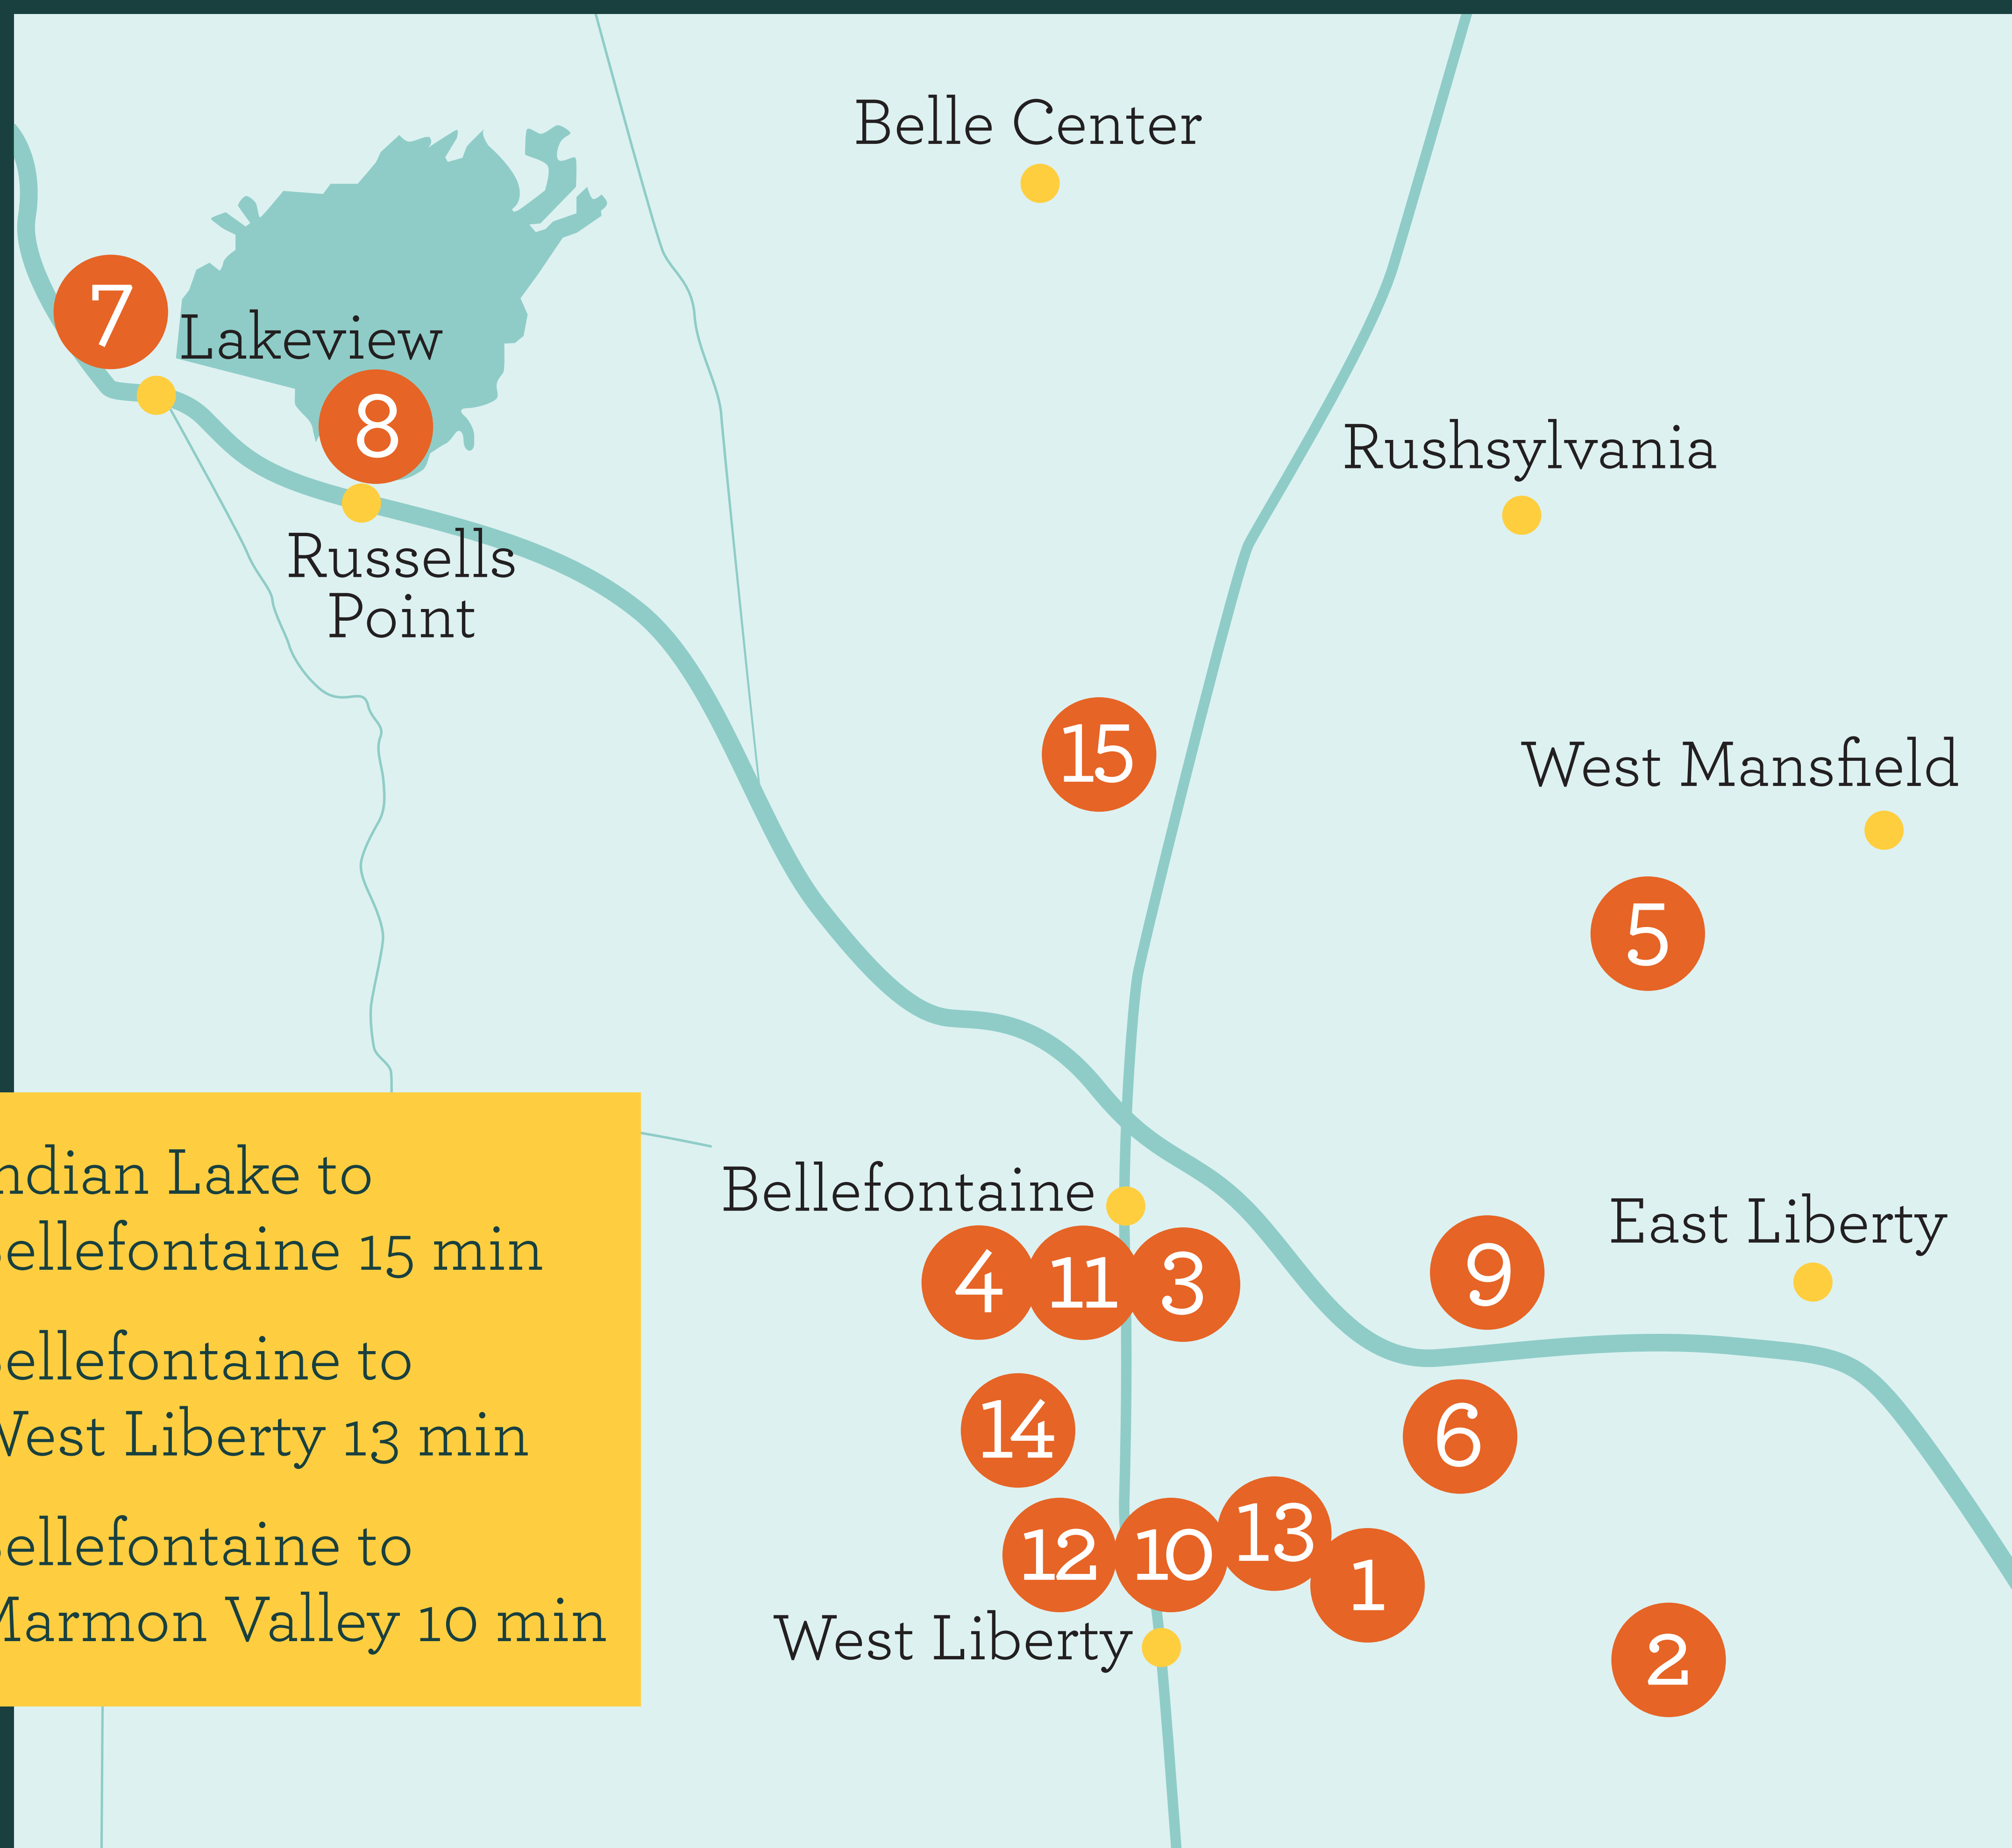 Belle Center
7
Lakeview
8
Rushsylvania
Russells
Point
15
West Mansfield
5
ndian Lake to
ellefontaine 15 min
ellefontaine to
West Liberty 13 min
ellefontaine to
Marmon Valley 10 min
Bellefontaine
East Liberty
4
11
3
9
14
6
12
10
13
1
West Liberty
2